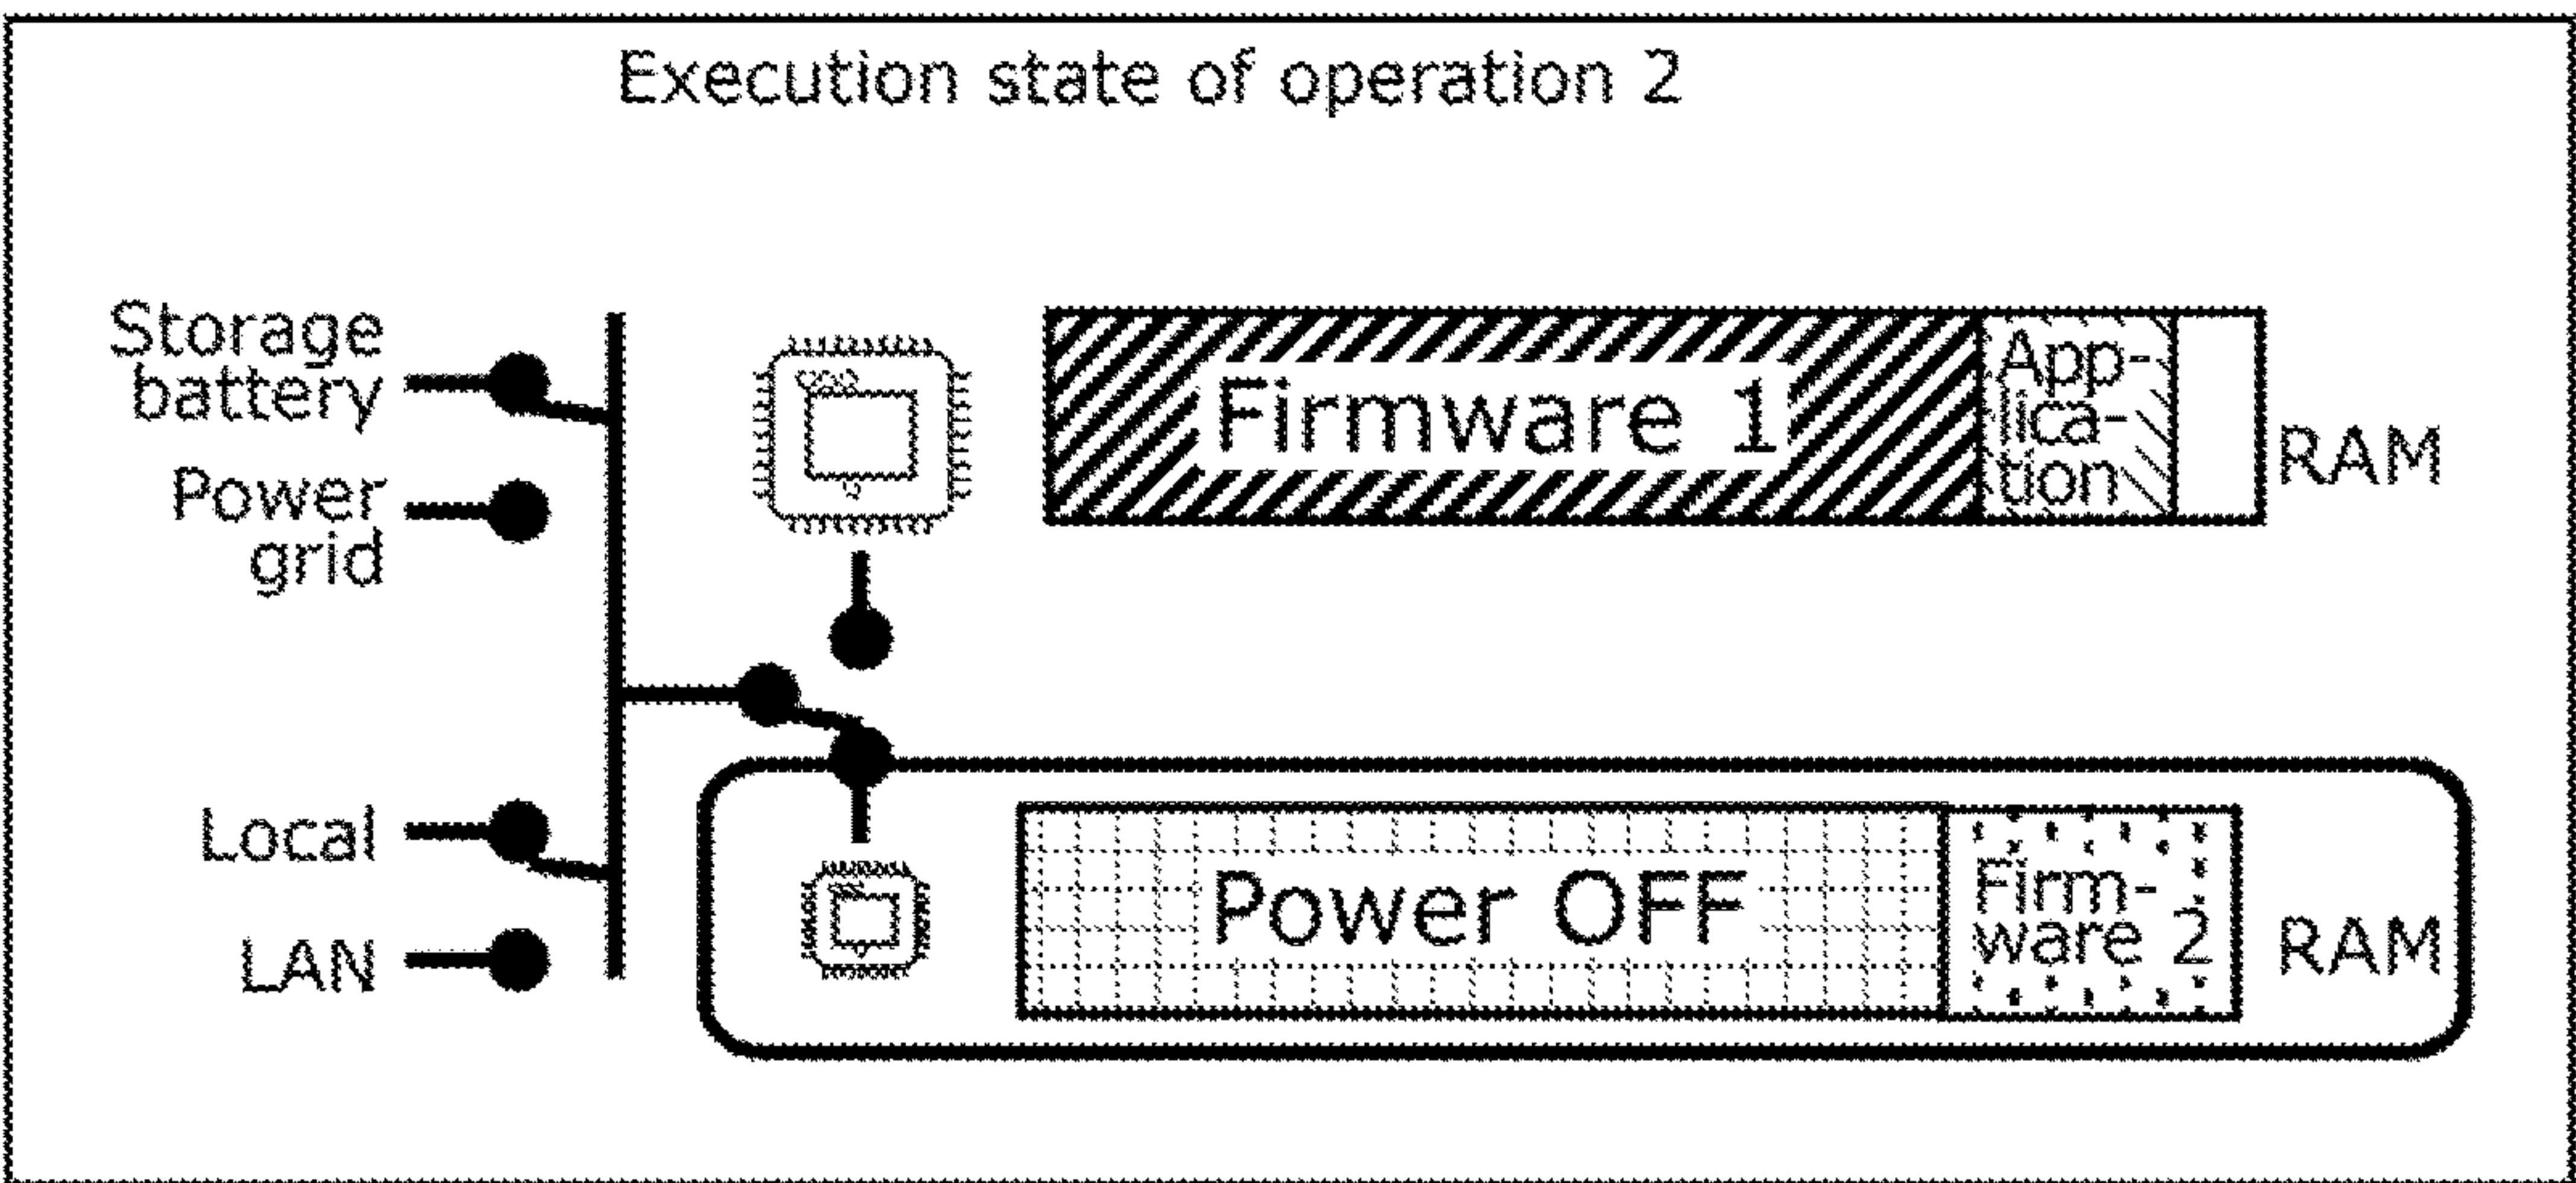 Execution state of operation 2
Storage
battery
Power
grid
Local
LAN
Firmware 1
App-
lica-
tion
RAM
Power OFF
Firm-
ware 2
RAM